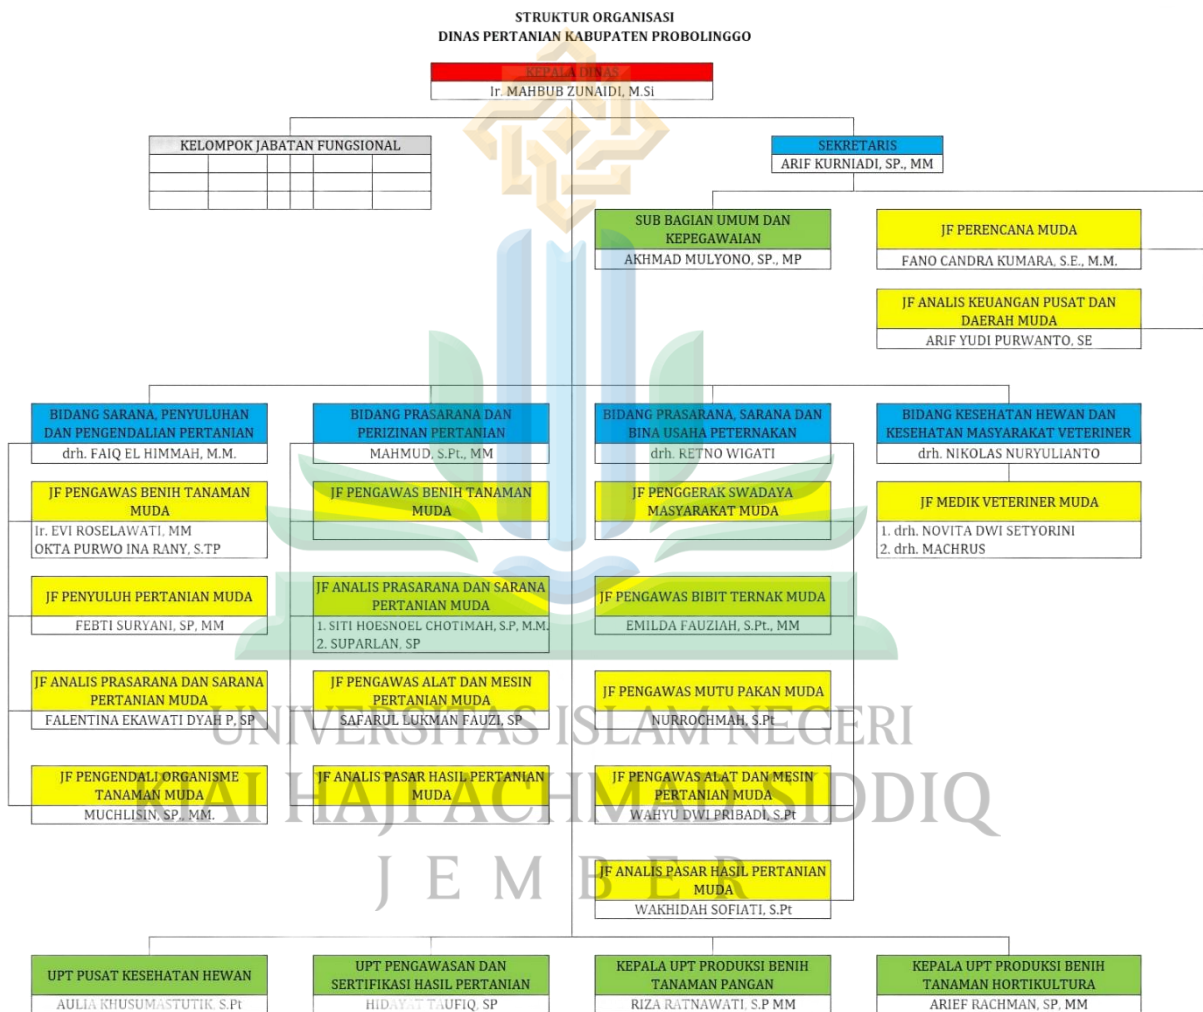 STRUKTUR ORGANISASI
DINAS PERTANIAN KABUPATEN PROBOLINGGO
KEPALA DINAS
Ir. MAHBUB ZUNAIDI, M.Si
KELOMPOK JABATAN FUNGSIONAL
SEKRETARIS
ARIF KURNIADI, SP., MM
SUB BAGIAN UMUM DAN
KEPEGAWAIAN
AKHMAD MULYONO, SP., MP
JF PERENCANA MUDA
FANO CANDRA KUMARA, S.E., M.M.
JF ANALIS KEUANGAN PUSAT DAN
DAERAH MUDA
ARIF YUDI PURWANTO, SE
BIDANG SARANA, PENYULUHAN
DAN PENGENDALIAN PERTANIAN
drh. FAIQ EL HIMMAH, M.M.
JF PENGAWAS BENIH TANAMAN
MUDA
Ir. EVI ROSELAWATI, MM
OKTA PURWO INA RANY, S.TP
JF PENYULUH PERTANIAN MUDA
FEBTI SURYANI, SP, MM
JF ANALIS PRASARANA DAN SARANA
PERTANIAN MUDA
FALENTINA EKAWATI DYAH P, SP
JF PENGENDALI ORGANISME
TANAMAN MUDA
MUCHLISIN, SP., MM.
BIDANG PRASARANA DAN
PERIZINAN PERTANIAN
MAHMUD, S.Pt., MM
JF PENGAWAS BENIH TANAMAN
MUDA
JF ANALIS PRASARANA DAN SARANA
PERTANIAN MUDA
1. SITI HOESNOEL CHOTIMAH, S.P, M.M.
2. SUPARLAN, SP
JF PENGAWAS ALAT DAN MESIN
PERTANIAN MUDA
SAFARUL LUKMAN FAUZI, SP
JF ANALIS PASAR HASIL PERTANIAN
MUDA
BIDANG PRASARANA, SARANA DAN
BINA USAHA PETERNAKAN
drh. RETNO WIGATI
JF PENGGERAK SWADAYA
MASYARAKAT MUDA
JF PENGAWAS BIBIT TERNAK MUDA
EMILDA FAUZIAH, S.Pt., MM
JF PENGAWAS MUTU PAKAN MUDA
NURROCHMAH, S.Pt
JF PENGAWAS ALAT DAN MESIN
PERTANIAN MUDA
WAHYU DWI PRIBADI, S.Pt
JF ANALIS PASAR HASIL PERTANIAN
MUDA
WAKHIDAH SOFIATI, S.Pt
BIDANG KESEHATAN HEWAN DAN
KESEHATAN MASYARAKAT VETERINER
drh. NIKOLAS NURYULIANTO
JF MEDIK VETERINER MUDA
1. drh. NOVITA DWI SETYORINI
2. drh. MACHRUS
UNIVERSITAS ISLAM NEGERI
KIAI HAJI ACHMAD SIDDIQ
JEMBER
UPT PUSAT KESEHATAN HEWAN
AULIA KHUSUMASTUTIK, S.Pt
UPT PENGAWASAN DAN
SERTIFIKASI HASIL PERTANIAN
HIDAYAT TAUFIQ, SP
KEPALA UPT PRODUKSI BENIH
TANAMAN PANGAN
RIZA RATNAWATI, S.P MM
KEPALA UPT PRODUKSI BENIH
TANAMAN HORTIKULTURA
ARIEF RACHMAN, SP, MM